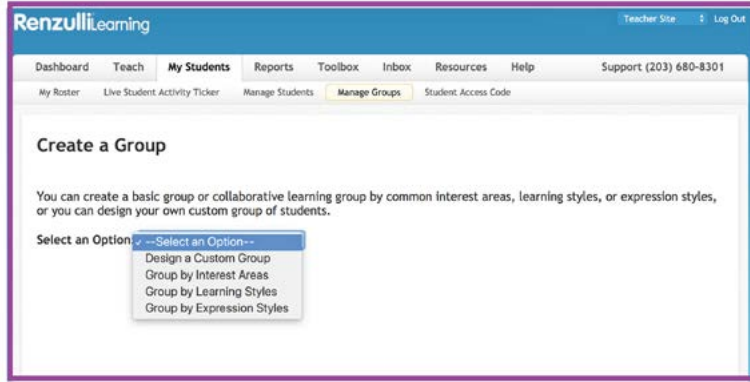 RenzulliLearning
Teacher Site Log Out
Dashboard Teach My Students Reports Toolbox Inbox Resources Help Support (203) 680-8301
My Roster Live Student Activity Ticker Manage Students Manage Groups Student Access Code
Create a Group
You can create a basic group or collaborative learning group by common interest areas, learning styles, or expression styles,
or you can design your own custom group of students.
Select an Option: --Select an Option--
Design a Custom Group
Group by Interest Areas
Group by Learning Styles
Group by Expression Styles